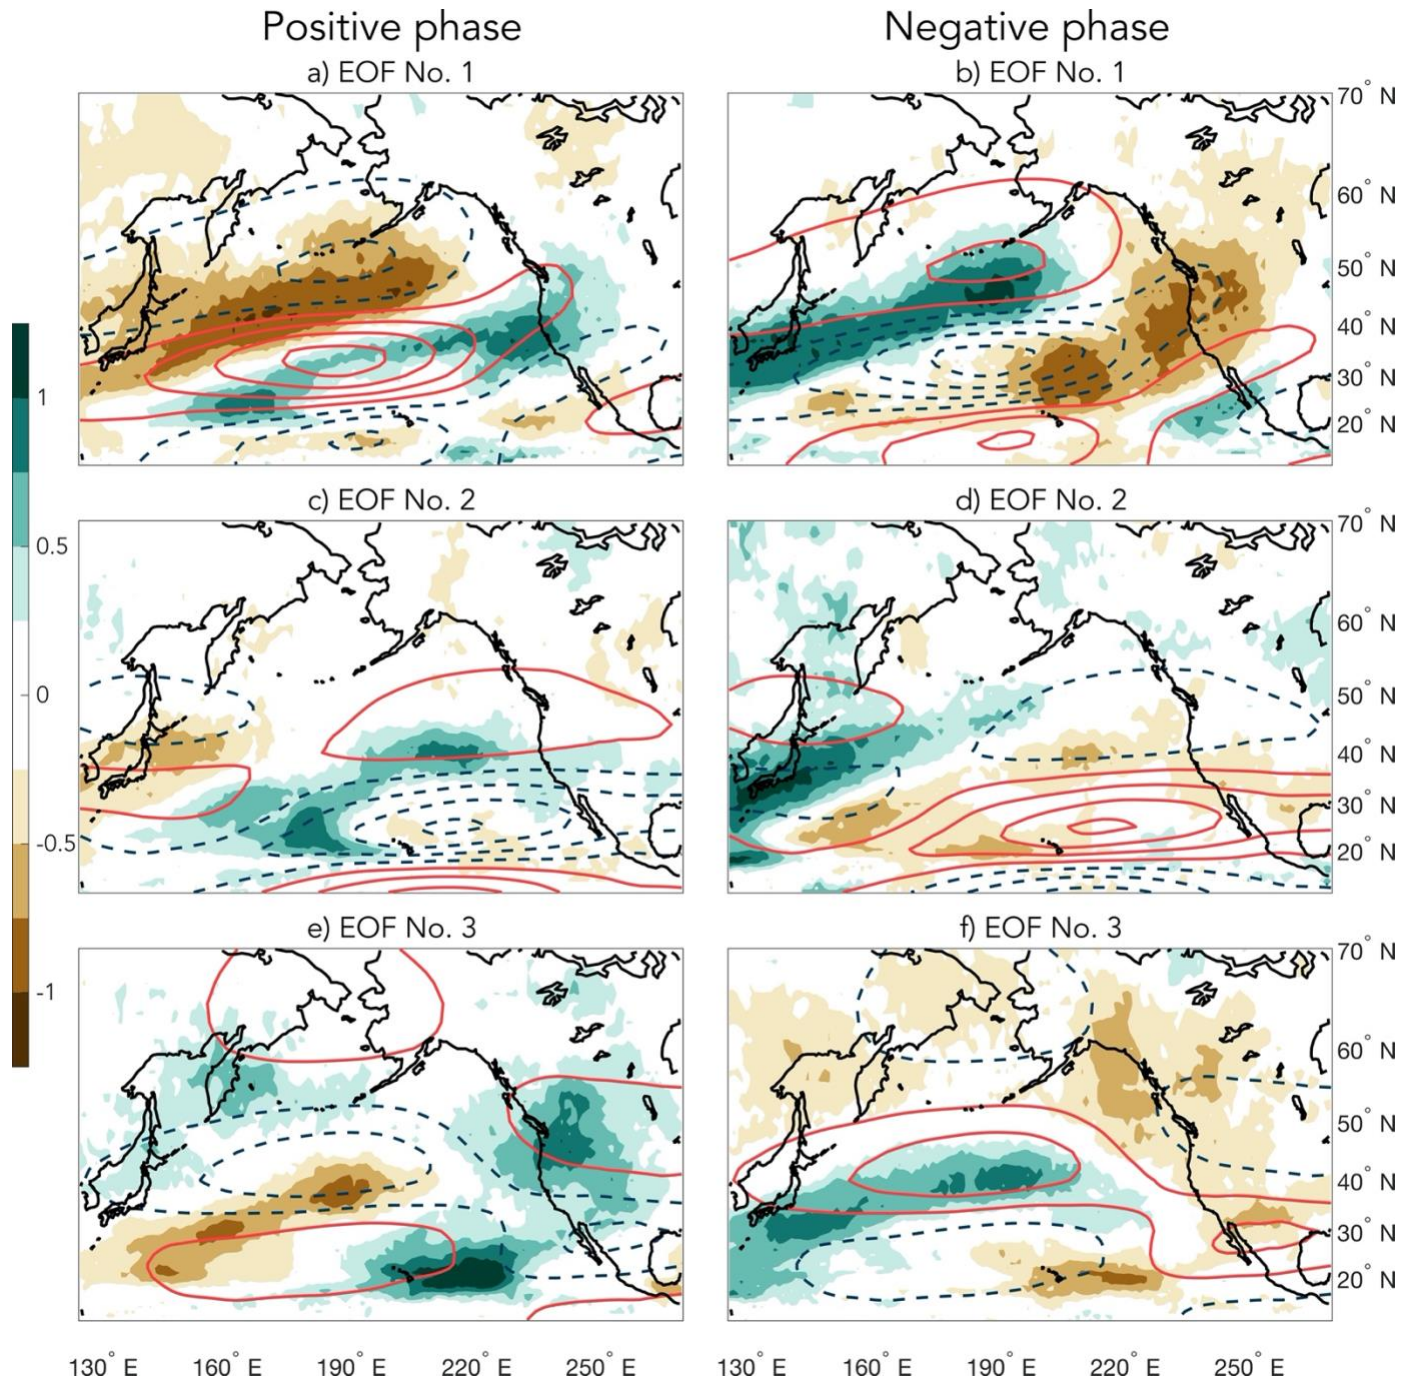 Positive phase
Negative phase
a) EOF No. 1
b) EOF No. 1
70° N
60° N
50° N
40° N
30° N
20° N
c) EOF No. 2
d) EOF No. 2
70° N
60° N
50° N
40° N
30° N
20° N
e) EOF No. 3
f) EOF No. 3
70° N
60° N
50° N
40° N
30° N
20° N
1
0.5
0
-0.5
-1
130° E 160° E 190° E 220° E 250° E
130° E 160° E 190° E 220° E 250° E